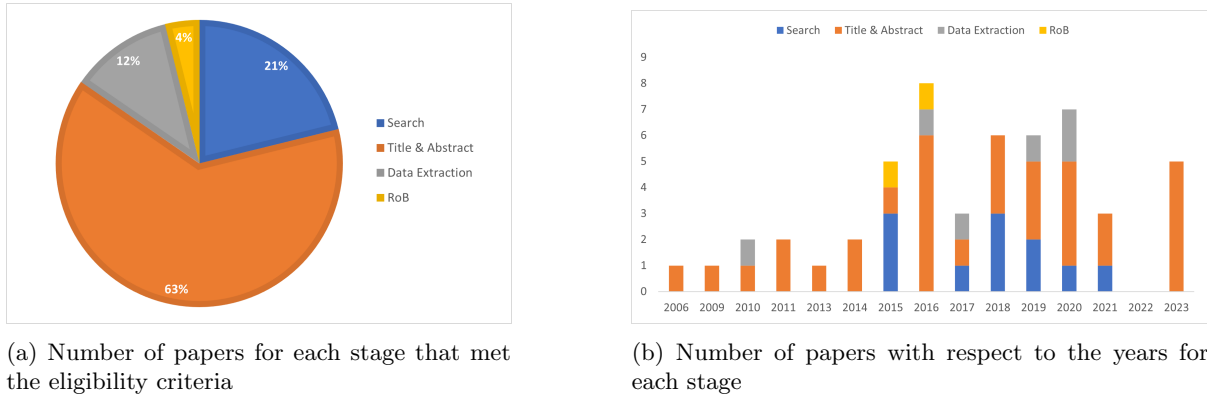 4%
12%
21%
63%
Search
Title & Abstract
Data Extraction
RoB
(a) Number of papers for each stage that met
the eligibility criteria
Search Title & Abstract Data Extraction RoB
9
8
7
6
5
4
3
2
1
0
2006 2009 2010 2011 2013 2014 2015 2016 2017 2018 2019 2020 2021 2022 2023
(b) Number of papers with respect to the years for
each stage